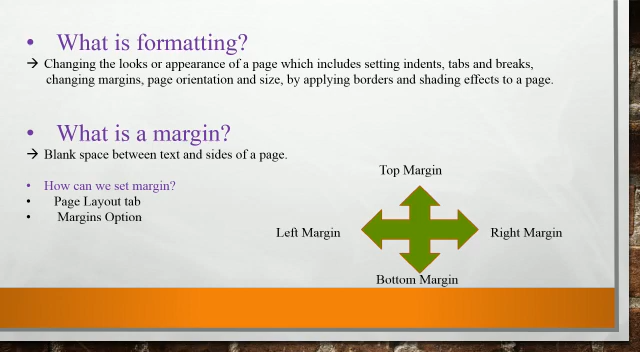 • What is formatting?
→ Changing the looks or appearance of a page which includes setting indents, tabs and breaks,
changing margins, page orientation and size, by applying borders and shading effects to a page.
• What is a margin?
→ Blank space between text and sides of a page.
• How can we set margin?
• Page Layout tab
• Margins Option
Top Margin
Left Margin
Right Margin
Bottom Margin